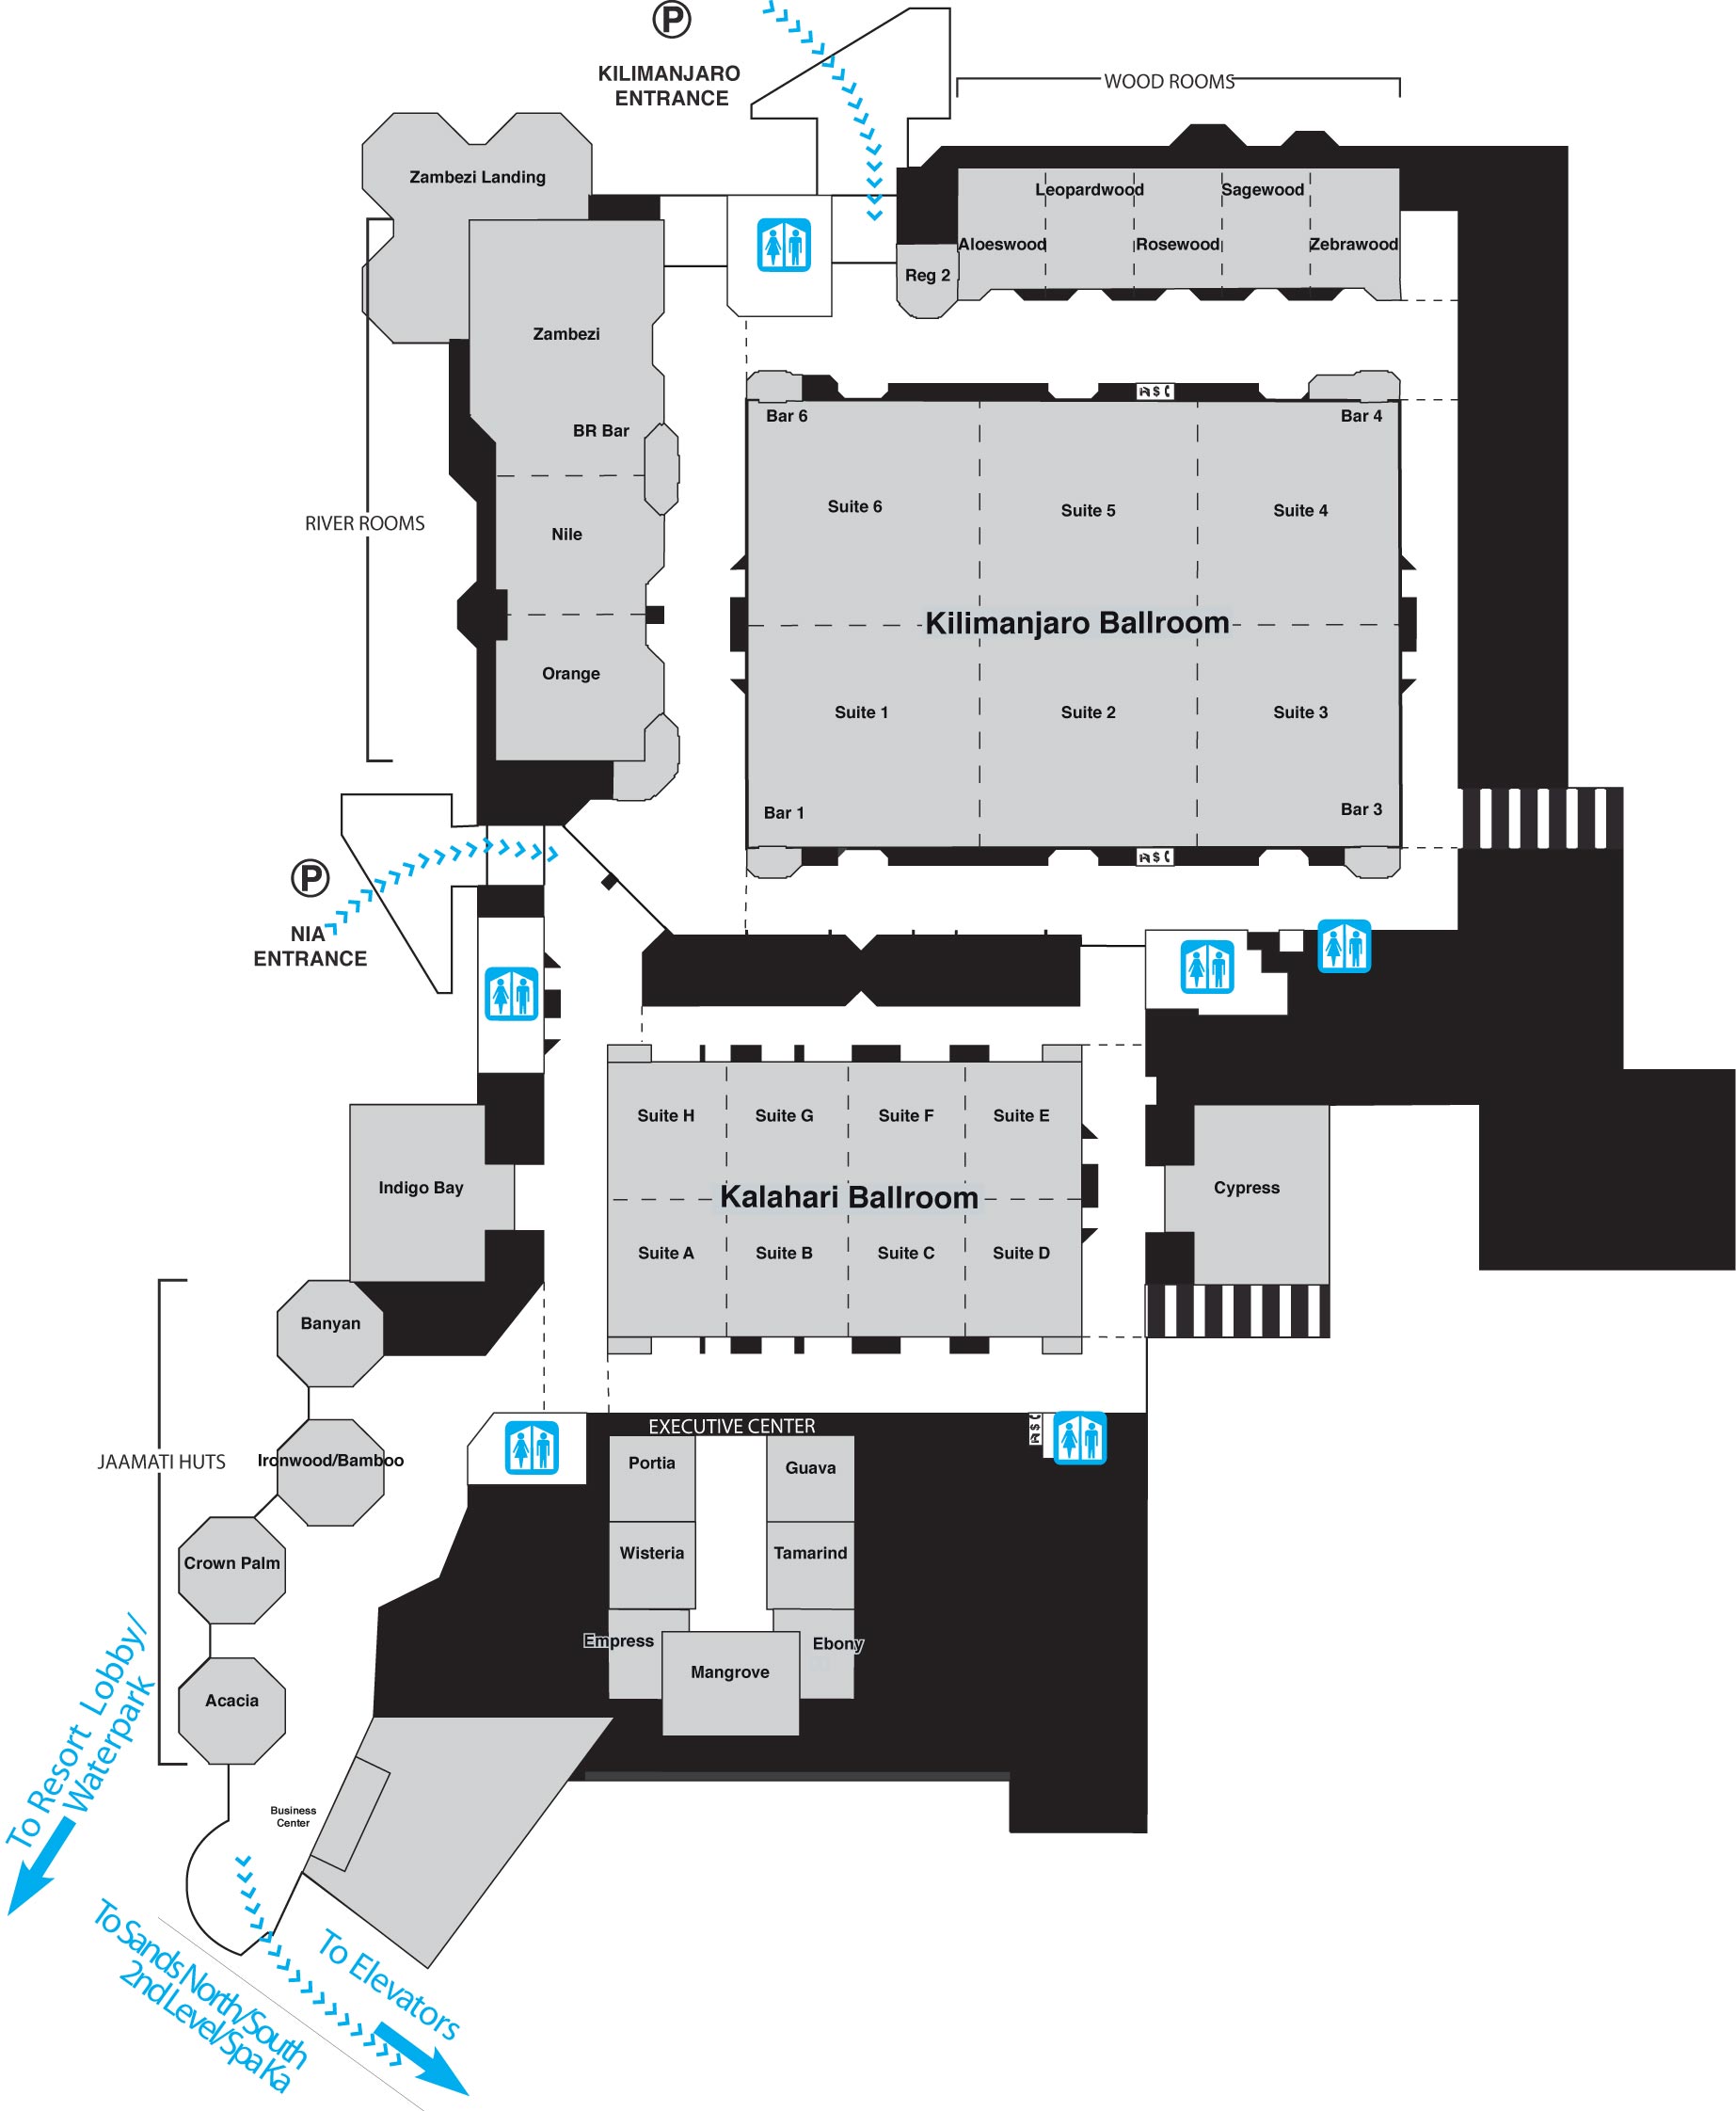 P
KILIMANJARO
ENTRANCE
WOOD ROOMS
Zambezi Landing
Leopardwood
Sagewood
Aloeswood
Rosewood
Zebrawood
Reg 2
Zambezi
Bar 6
Bar 4
$
BR Bar
RIVER ROOMS
Suite 6
Suite 5
Suite 4
Nile
Kilimanjaro Ballroom
Orange
Suite 1
Suite 2
Suite 3
Bar 1
Bar 3
$
P
NIA
ENTRANCE
Suite H
Suite G
Suite F
Suite E
Indigo Bay
Kalahari Ballroom
Cypress
Suite A
Suite B
Suite C
Suite D
Banyan
EXECUTIVE CENTER
$
JAAMATI HUTS
Ironwood/Bamboo
Portia
Guava
Crown Palm
Wisteria
Tamarind
Empress
Ebony
Mangrove
Acacia
To Resort Lobby/
Waterpark
Business
Center
To Elevators
To Sands North/South
2nd Level/Spa Ka